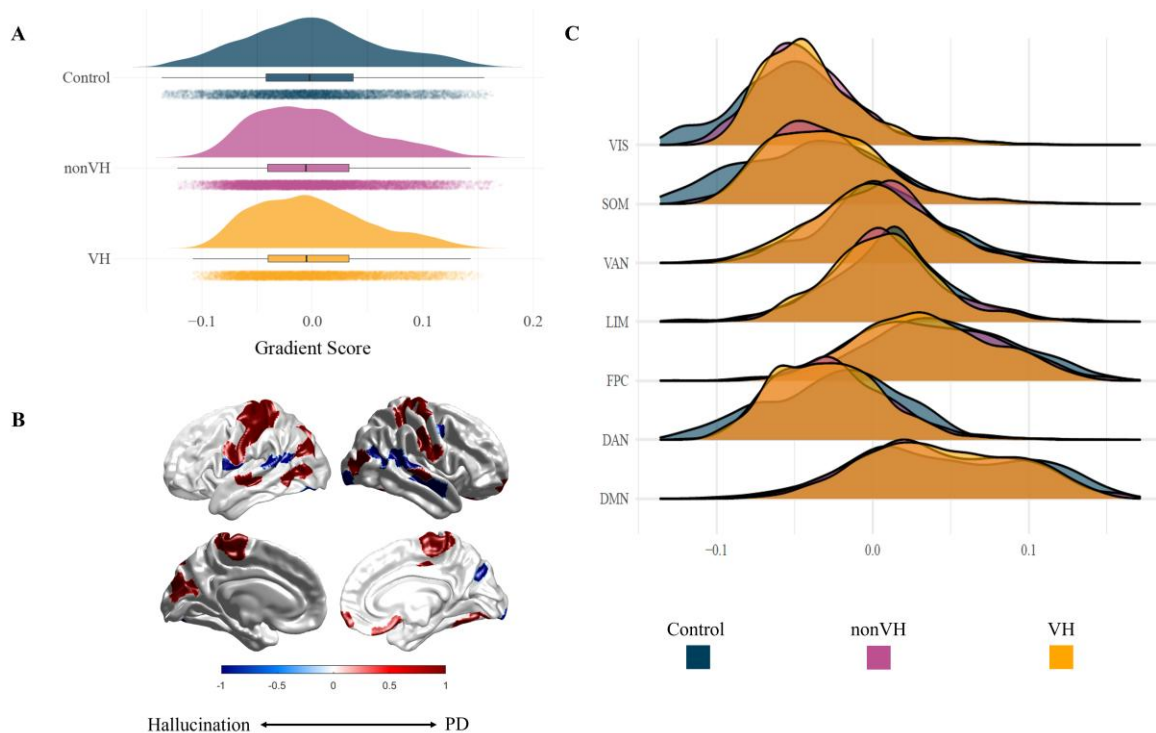 A
Control
nonVH
VH
−0.1
0.0
0.1
0.2
Gradient Score
B
-1
-0.5
0
0.5
1
Hallucination
PD
C
VIS
SOM
VAN
LIM
FPC
DAN
DMN
−0.1
0.0
0.1
Control
nonVH
VH